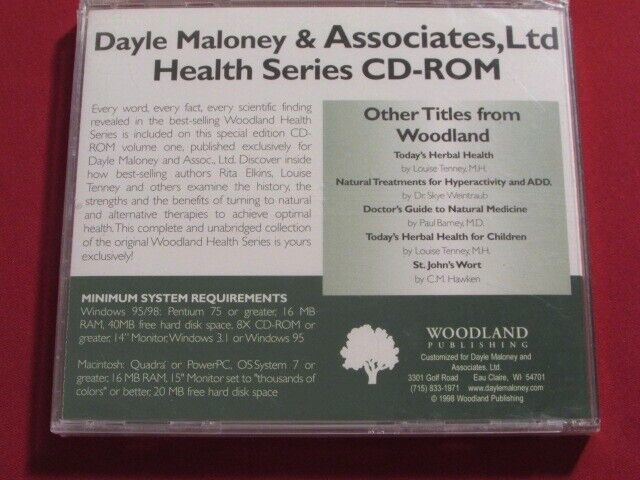 Dayle Maloney & Associates,Ltd
Health Series CD-ROM
Every word, every fact, every scientific finding
revealed in the best-selling Woodland Health
Series is included on this special edition CD-
ROM volume one, published exclusively for
Dayle Maloney and Assoc., Ltd. Discover inside
how best-selling authors Rita Elkins, Louise
Tenney and others examine the history, the
strengths and the benefits of turning to natural
and alternative therapies to achieve optimal
health. This complete and unabridged collection
of the original Woodland Health Series is yours
exclusively!
Other Titles from
Woodland
Today's Herbal Health
by Louise Tenney, M.H.
Natural Treatments for Hyperactivity and ADD.
by Dr. Skye Weintraub
Doctor's Guide to Natural Medicine
by Paul Barney, M.D.
Today's Herbal Health for Children
by Louise Tenney, M.H.
St. John's Wort
by C.M. Hawken
MINIMUM SYSTEM REQUIREMENTS
Windows 95/98: Pentium 75 or greater, 16 MB
RAM, 40MB free hard disk space, 8X CD-ROM or
greater, 14" Monitor, Windows 3.1 or Windows 95
Macintosh: Quadra or PowerPC, OS System 7 or
greater, 16 MB RAM, 15" Monitor set to "thousands of
colors" or better, 20 MB free hard disk space
WOODLAND
PUBLISHING
Customized for Dayle Maloney and
Associates, Ltd.
3301 Golf Road Eau Claire, WI 54701
(715) 833-1971 www.daylemaloney.com
© 1998 Woodland Publishing